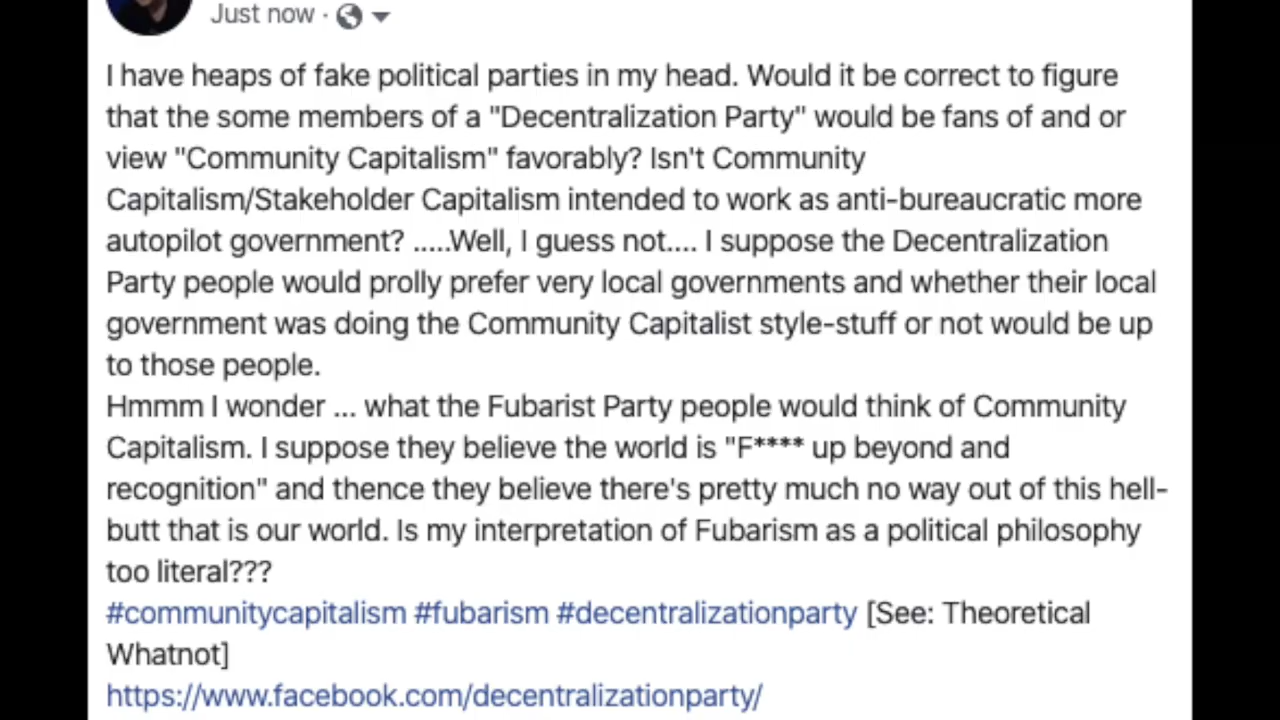 Just now ·
I have heaps of fake political parties in my head. Would it be correct to figure
that the some members of a "Decentralization Party" would be fans of and or
view "Community Capitalism" favorably? Isn't Community
Capitalism/Stakeholder Capitalism intended to work as anti-bureaucratic more
autopilot government? .....Well, I guess not.... I suppose the Decentralization
Party people would prolly prefer very local governments and whether their local
government was doing the Community Capitalist style-stuff or not would be up
to those people.
Hmmm I wonder ... what the Fubarist Party people would think of Community
Capitalism. I suppose they believe the world is "F**** up beyond and
recognition" and thence they believe there's pretty much no way out of this hell-
butt that is our world. Is my interpretation of Fubarism as a political philosophy
too literal???
#communitycapitalism #fubarism #decentralizationparty [See: Theoretical
Whatnot]
https://www.facebook.com/decentralizationparty/